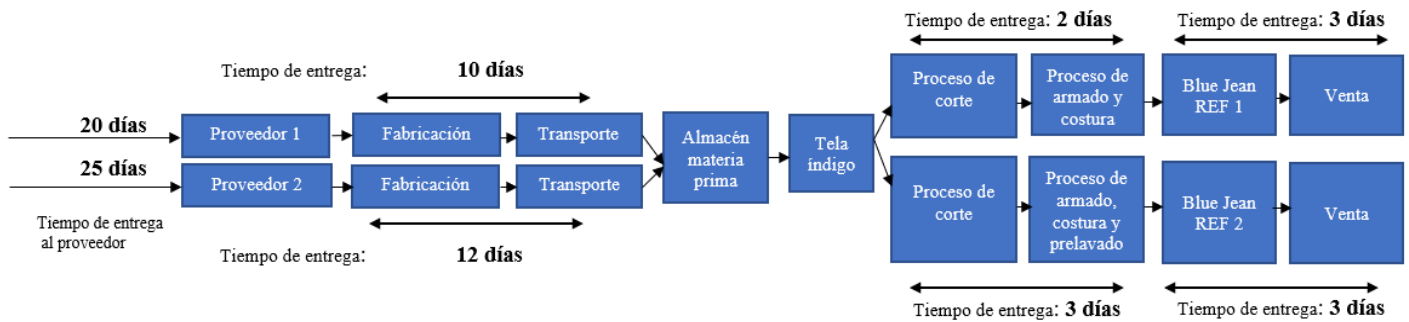 Tiempo de entrega: 2 días
Tiempo de entrega: 3 días
Tiempo de entrega: 10 días
Proceso de
corte
Proceso de
armado y
costura
Blue Jean
REF 1
Venta
20 días
Proveedor 1
Fabricación
Transporte
Almacén
materia
prima
Tela
índigo
25 días
Proveedor 2
Fabricación
Transporte
Proceso de
corte
Proceso de
armado,
costura y
prelavado
Blue Jean
REF 2
Venta
Tiempo de entrega
al proveedor
Tiempo de entrega: 12 días
Tiempo de entrega: 3 días
Tiempo de entrega: 3 días